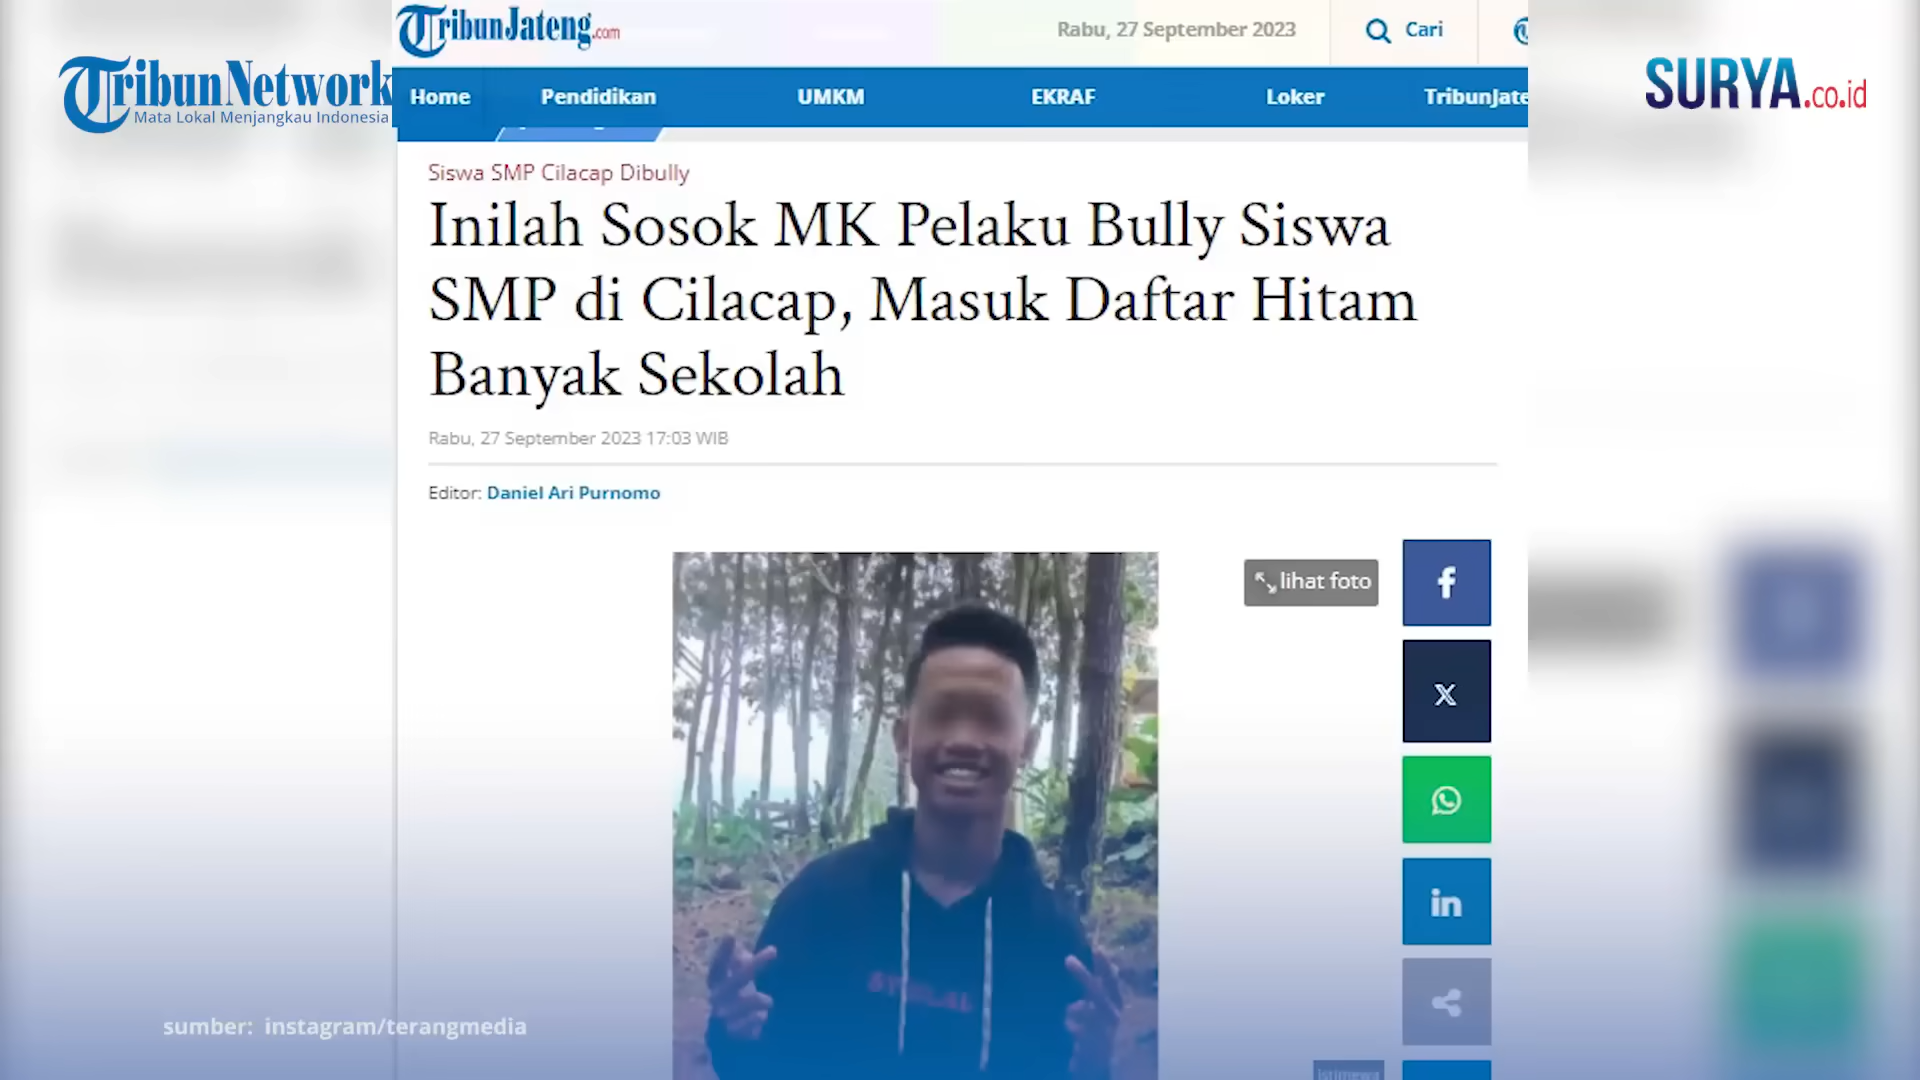 TribunNetwork
Mata Lokal Menjangkau Indonesia
TribunJateng.com
Rabu, 27 September 2023
Cari
SURYA.co.id
Home
Pendidikan
UMKM
EKRAF
Loker
TribunJate
Siswa SMP Cilacap Dibully
Inilah Sosok MK Pelaku Bully Siswa
SMP di Cilacap, Masuk Daftar Hitam
Banyak Sekolah
Rabu, 27 September 2023 17:03 WIB
Editor: Daniel Ari Purnomo
lihat foto
f
X
in
sumber: instagram/terangmedia
istimewa